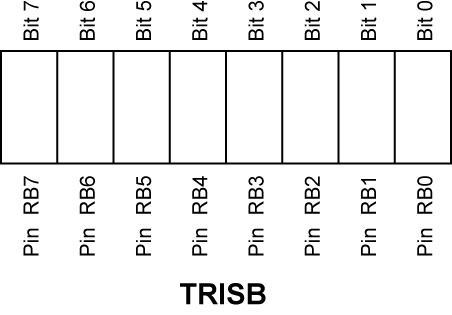 Bit 7
Bit 6
Bit 5
Bit 4
Bit 3
Bit 2
Bit 1
Bit 0
Pin RB7
Pin RB6
Pin RB5
Pin RB4
Pin RB3
Pin RB2
Pin RB1
Pin RB0
TRISB